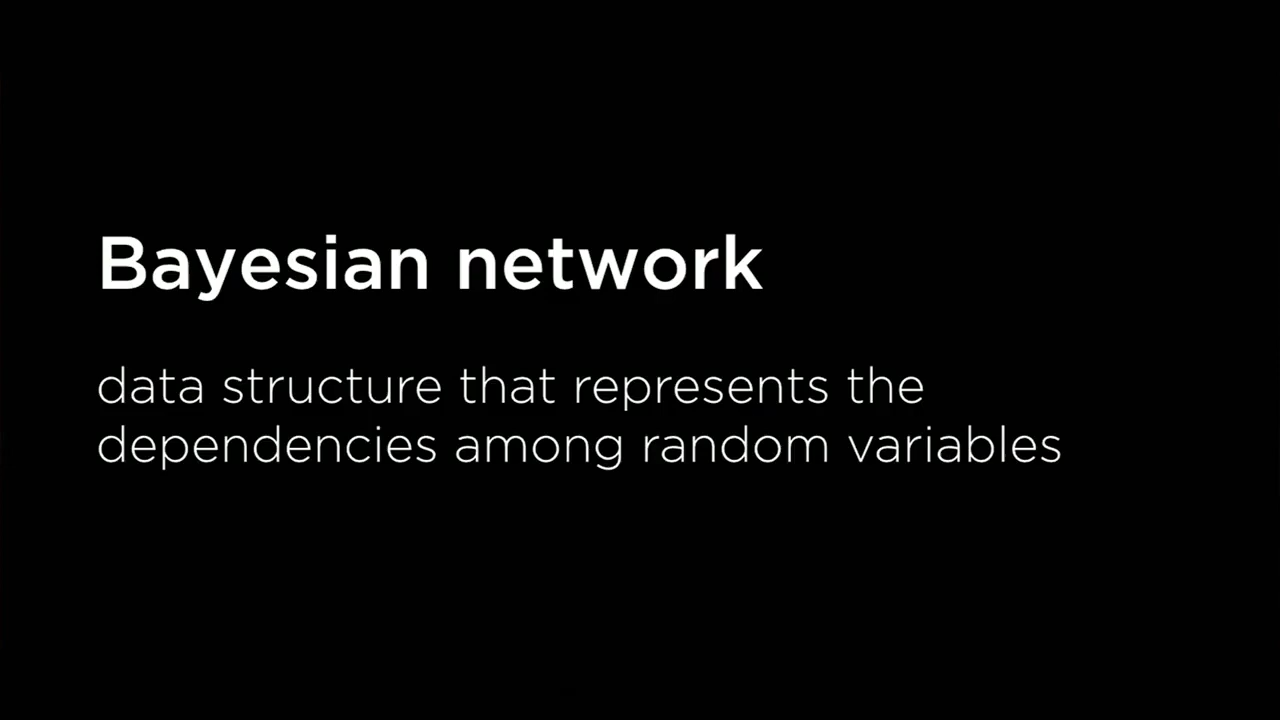 Bayesian network
data structure that represents the
dependencies among random variables